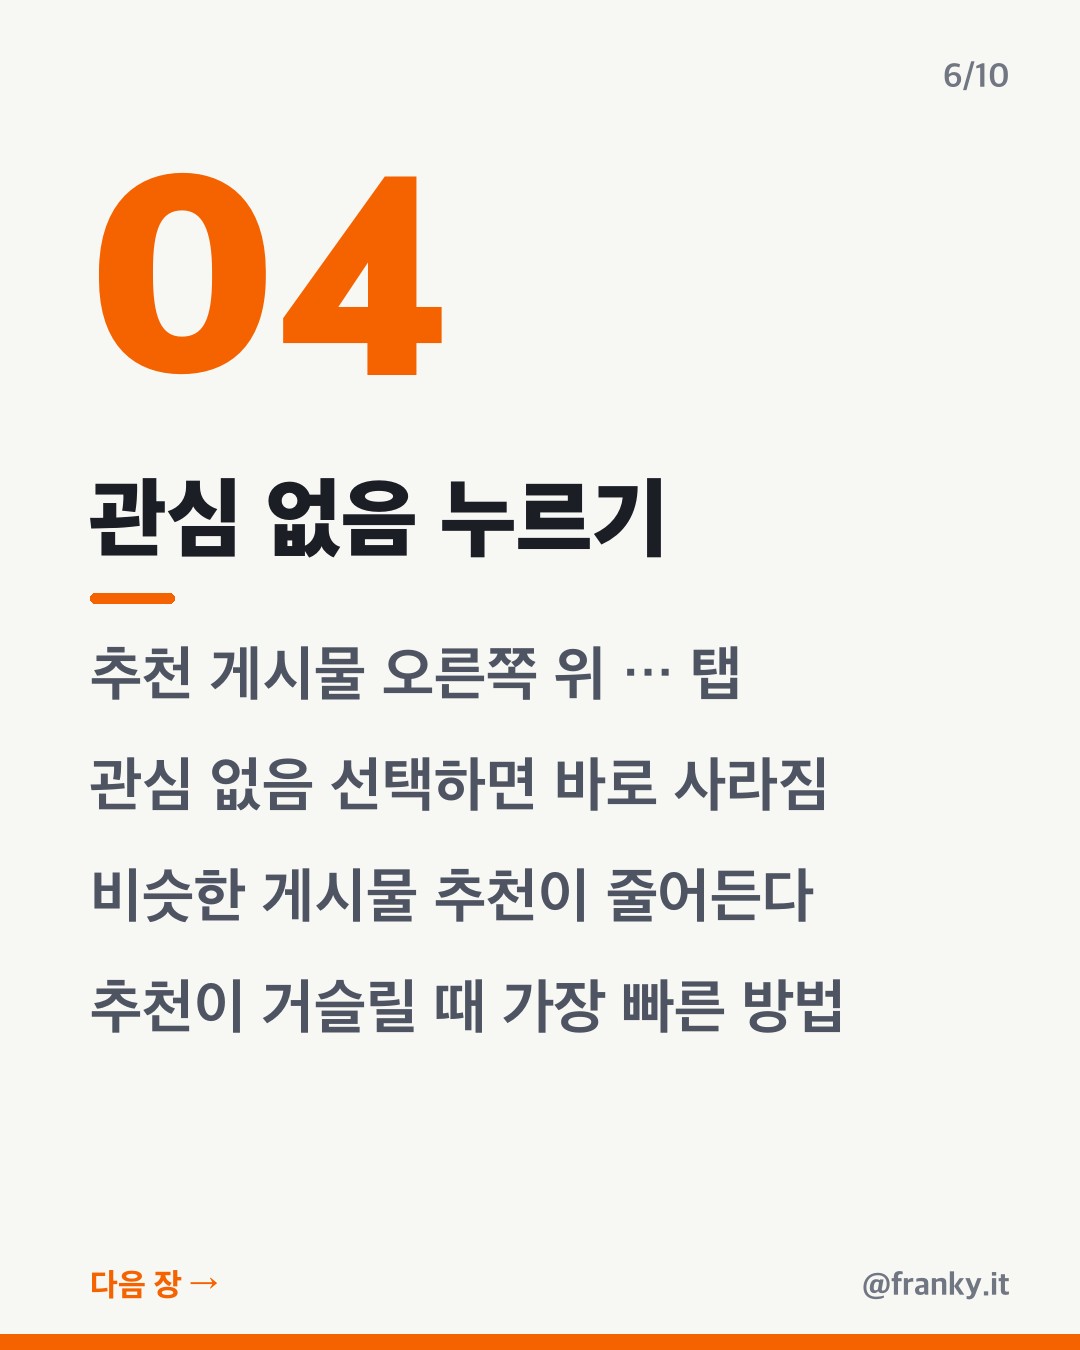 6/10
04
관심 없음 누르기
추천 게시물 오른쪽 위 ⋯ 탭
관심 없음 선택하면 바로 사라짐
비슷한 게시물 추천이 줄어든다
추천이 거슬릴 때 가장 빠른 방법
다음 장 →
@franky.it